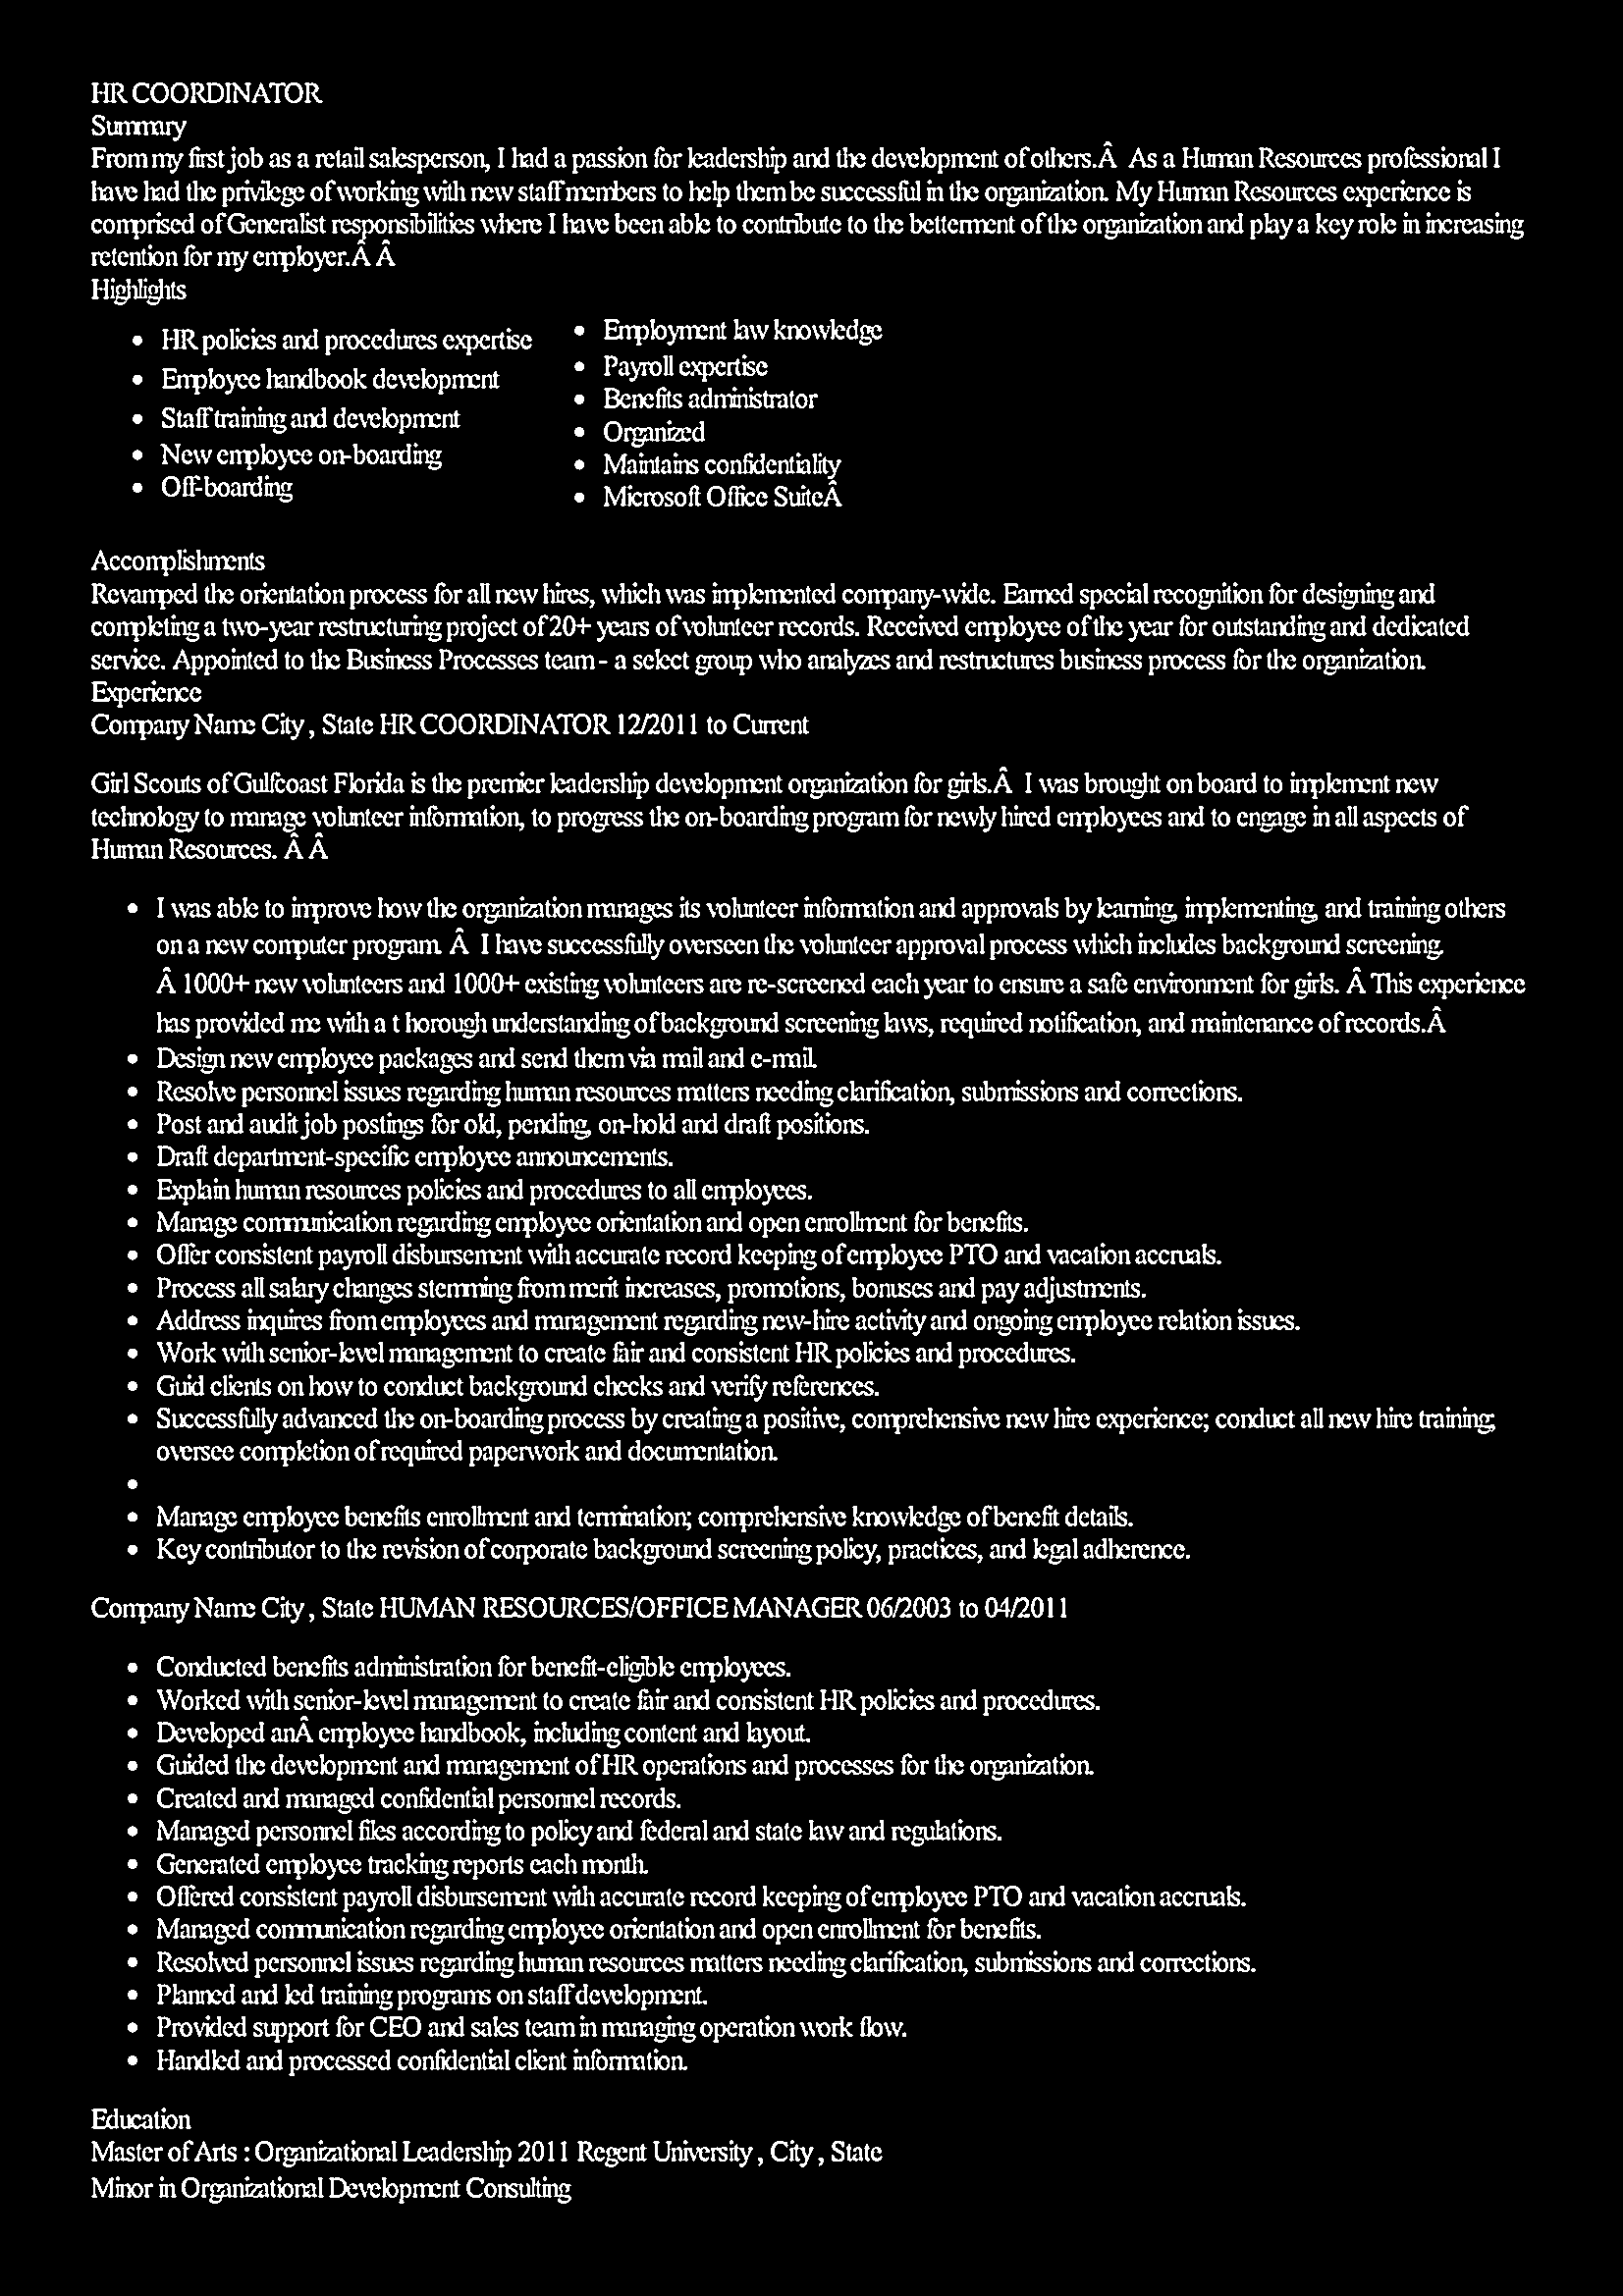 HR COORDINATOR
Summary
From my first job as a retail salesperson, I had a passion for leadership and the development of others.Â  As a Human Resources professional I
have had the privilege of working with new staff members to help them be successful in the organization. My Human Resources experience is
comprised of Generalist responsibilities where I have been able to contribute to the betterment of the organization and play a key role in increasing
retention for my employer.Â Â
Highlights
• HR policies and procedures expertise
• Employee handbook development
• Staff training and development
• New employee on-boarding
• Off-boarding
• Employment law knowledge
• Payroll expertise
• Benefits administrator
• Organized
• Maintains confidentiality
• Microsoft Office SuiteÂ
Accomplishments
Revamped the orientation process for all new hires, which was implemented company-wide. Earned special recognition for designing and
completing a two-year restructuring project of 20+ years of volunteer records. Received employee of the year for outstanding and dedicated
service. Appointed to the Business Processes team - a select group who analyzes and restructures business process for the organization.
Experience
Company Name City , State HR COORDINATOR 12/2011 to Current
Girl Scouts of Gulfcoast Florida is the premier leadership development organization for girls.Â  I was brought on board to implement new
technology to manage volunteer information, to progress the on-boarding program for newly hired employees and to engage in all aspects of
Human Resources. Â Â
• I was able to improve how the organization manages its volunteer information and approvals by learning, implementing, and training others
on a new computer program. Â  I have successfully overseen the volunteer approval process which includes background screening.
Â 1000+ new volunteers and 1000+ existing volunteers are re-screened each year to ensure a safe environment for girls. Â This experience
has provided me with a t horough understanding of background screening laws, required notification, and maintenance of records.Â
• Design new employee packages and send them via mail and e-mail.
• Resolve personnel issues regarding human resources matters needing clarification, submissions and corrections.
• Post and audit job postings for old, pending, on-hold and draft positions.
• Draft department-specific employee announcements.
• Explain human resources policies and procedures to all employees.
• Manage communication regarding employee orientation and open enrollment for benefits.
• Offer consistent payroll disbursement with accurate record keeping of employee PTO and vacation accruals.
• Process all salary changes stemming from merit increases, promotions, bonuses and pay adjustments.
• Address inquires from employees and management regarding new-hire activity and ongoing employee relation issues.
• Work with senior-level management to create fair and consistent HR policies and procedures.
• Guid clients on how to conduct background checks and verify references.
• Successfully advanced the on-boarding process by creating a positive, comprehensive new hire experience; conduct all new hire training;
oversee completion of required paperwork and documentation.
•
• Manage employee benefits enrollment and termination; comprehensive knowledge of benefit details.
• Key contributor to the revision of corporate background screening policy, practices, and legal adherence.
Company Name City , State HUMAN RESOURCES/OFFICE MANAGER 06/2003 to 04/2011
• Conducted benefits administration for benefit-eligible employees.
• Worked with senior-level management to create fair and consistent HR policies and procedures.
• Developed anÂ employee handbook, including content and layout.
• Guided the development and management of HR operations and processes for the organization.
• Created and managed confidential personnel records.
• Managed personnel files according to policy and federal and state law and regulations.
• Generated employee tracking reports each month.
• Offered consistent payroll disbursement with accurate record keeping of employee PTO and vacation accruals.
• Managed communication regarding employee orientation and open enrollment for benefits.
• Resolved personnel issues regarding human resources matters needing clarification, submissions and corrections.
• Planned and led training programs on staff development.
• Provided support for CEO and sales team in managing operation work flow.
• Handled and processed confidential client information.
Education
Master of Arts : Organizational Leadership 2011 Regent University , City , State
Minor in Organizational Development Consulting